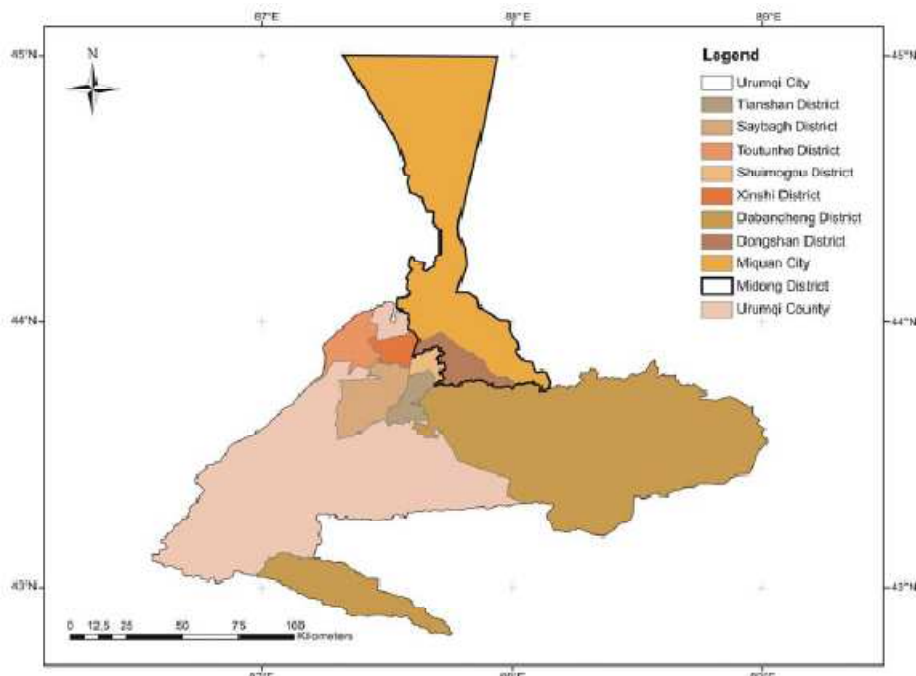 87°E 88°E 89°E
45°N 45°N
N
Legend
Urumqi City
Tianshan District
Saybagh District
Toutunhe District
Shuimogou District
Xinshi District
Dabancheng District
Dongshan District
Miquan City
Midong District
Urumqi County
44°N 44°N
43°N 43°N
0 12,5 25 50 75 100
Kilometers
87°E 88°E